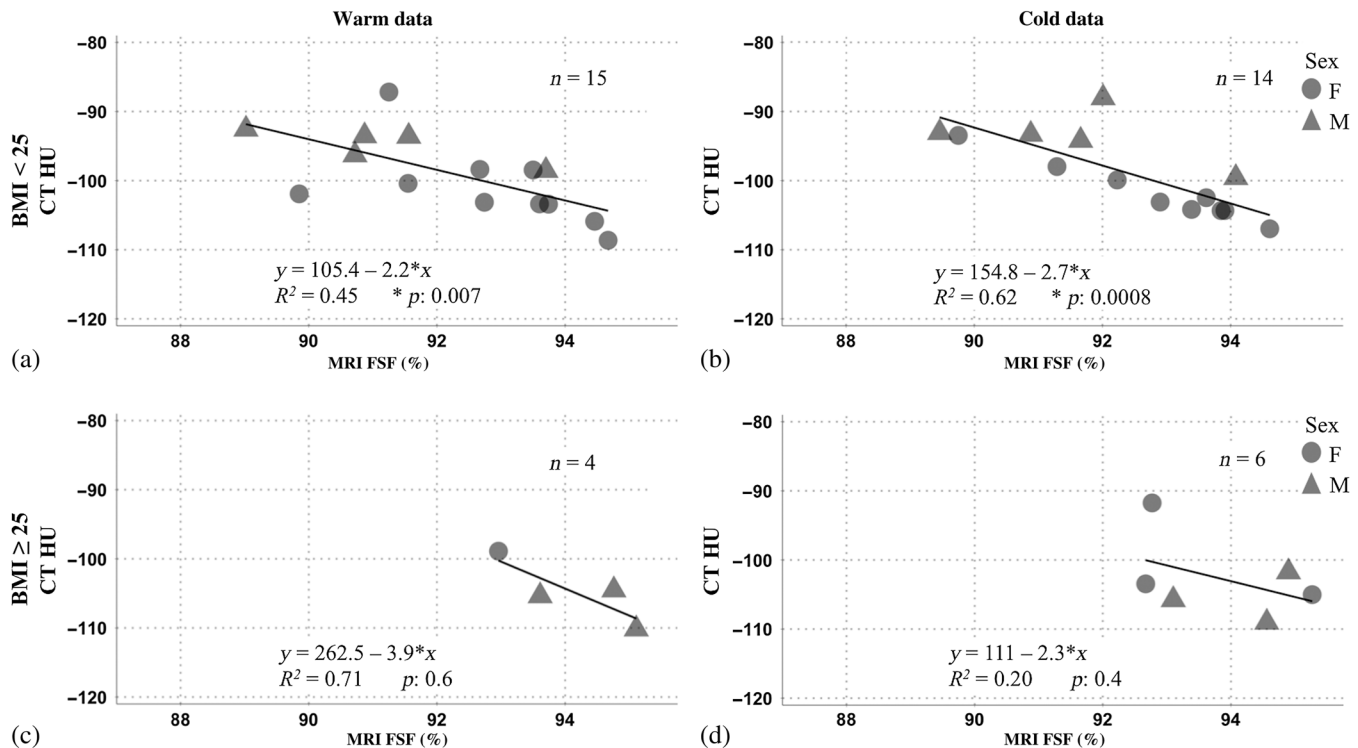 Warm data
Cold data
−80
−90
−100
−110
−120
BMI < 25
CT HU
n = 15
y = 105.4 – 2.2*x
R² = 0.45 * p: 0.007
88 90 92 94
MRI FSF (%)
(a)
−80
−90
−100
−110
−120
CT HU
n = 14
Sex
F
M
y = 154.8 – 2.7*x
R² = 0.62 * p: 0.0008
88 90 92 94
MRI FSF (%)
(b)
−80
−90
−100
−110
−120
BMI ≥ 25
CT HU
n = 4
y = 262.5 – 3.9*x
R² = 0.71 p: 0.6
88 90 92 94
MRI FSF (%)
(c)
−80
−90
−100
−110
−120
CT HU
n = 6
Sex
F
M
y = 111 – 2.3*x
R² = 0.20 p: 0.4
88 90 92 94
MRI FSF (%)
(d)